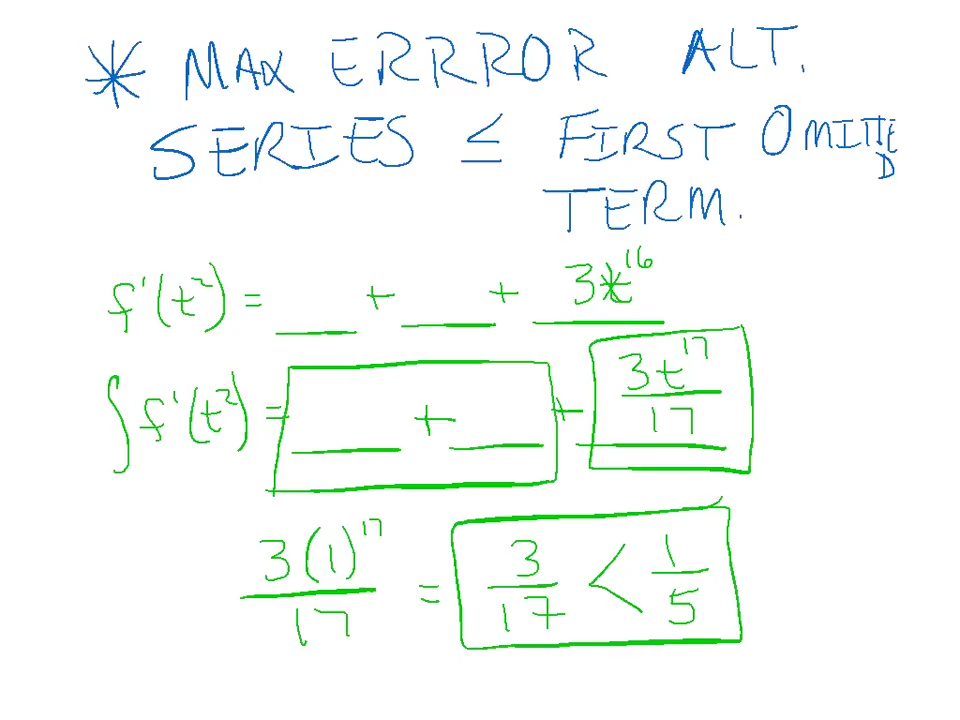 * MAX ERRROR ALT.
SERIES ≤ FIRST OMITTED
TERM.
f'(t²) = ___ + ___ + 3t¹⁶
∫ f'(t²) = ___ + ___ + 3t¹⁷/17
3(1)¹⁷/17 = 3/17 < 1/5